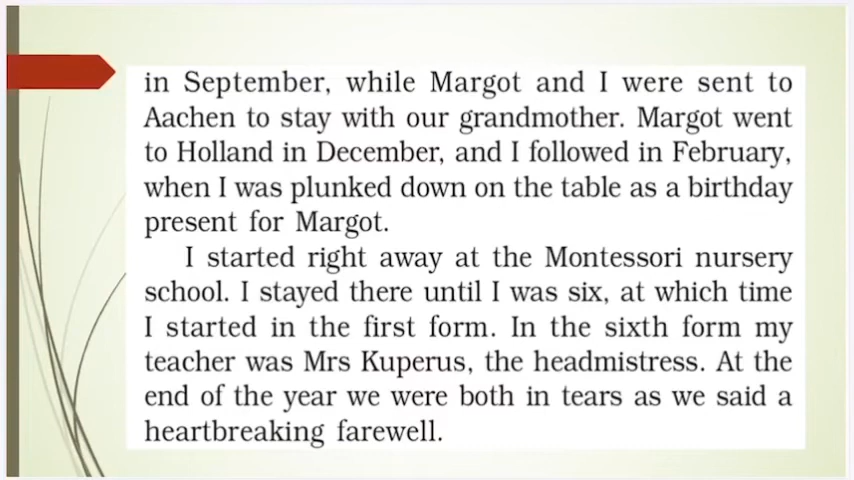 in September, while Margot and I were sent to
Aachen to stay with our grandmother. Margot went
to Holland in December, and I followed in February,
when I was plunked down on the table as a birthday
present for Margot.
I started right away at the Montessori nursery
school. I stayed there until I was six, at which time
I started in the first form. In the sixth form my
teacher was Mrs Kuperus, the headmistress. At the
end of the year we were both in tears as we said a
heartbreaking farewell.